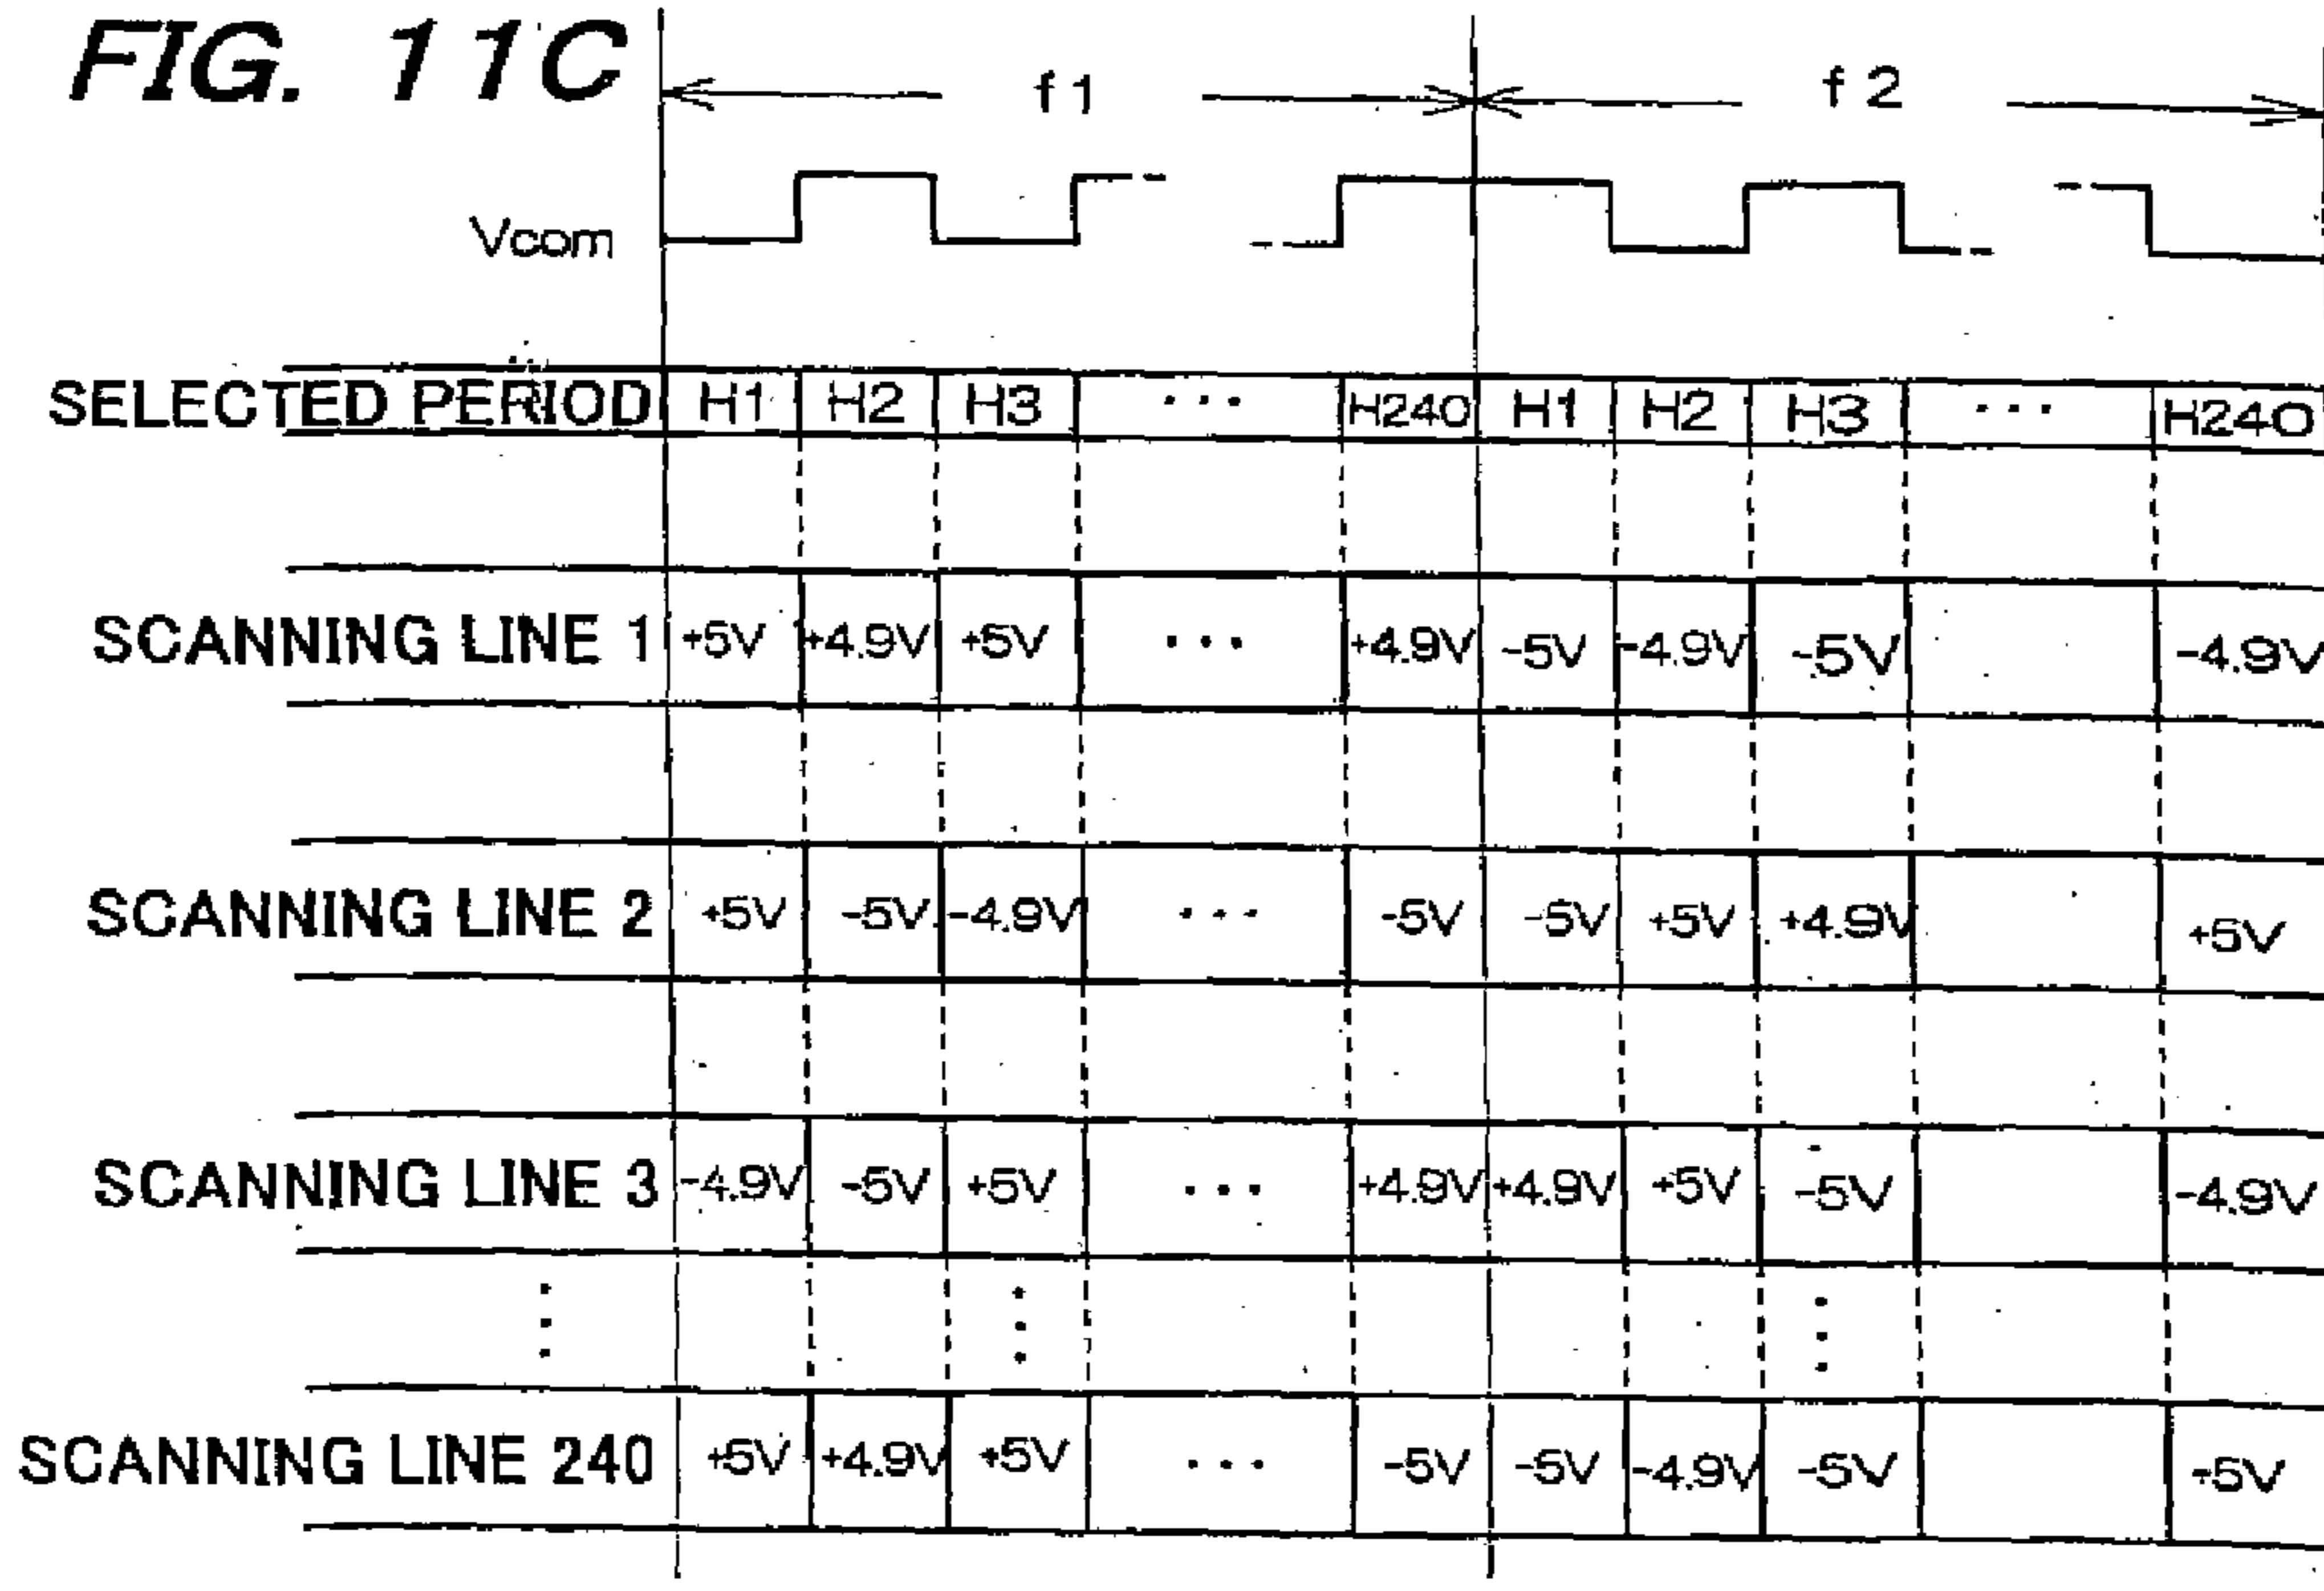 FIG. 11C
f1 f2
Vcom
SELECTED PERIOD H1 H2 H3 ... H240 H1 H2 H3 ... H240
SCANNING LINE 1 +5V +4.9V +5V ... +4.9V -5V -4.9V -5V -4.9V
SCANNING LINE 2 +5V -5V -4.9V ... -5V -5V +5V +4.9V +5V
SCANNING LINE 3 -4.9V -5V +5V ... +4.9V +4.9V +5V -5V -4.9V
SCANNING LINE 240 +5V +4.9V +5V ... -5V -5V -4.9V -5V +5V